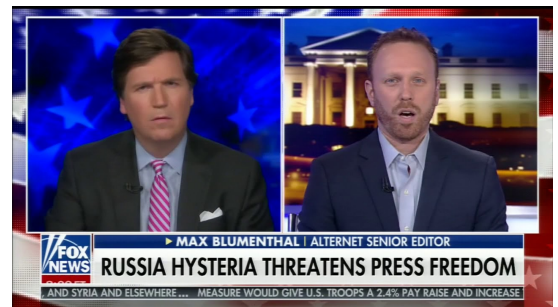 MAX BLUMENTHAL | ALTERNET SENIOR EDITOR
FOX
NEWS
RUSSIA HYSTERIA THREATENS PRESS FREEDOM
AND SYRIA AND ELSEWHERE... MEASURE WOULD GIVE U.S. TROOPS A 2.4% PAY RAISE AND INCREASE